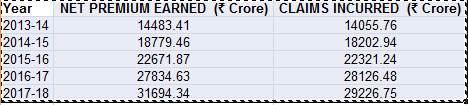 Year NET PREMIUM EARNED (₹ Crore) CLAIMS INCURRED (₹ Crore)
2013-14 14483.41 14055.76
2014-15 18779.46 18202.94
2015-16 22671.87 22321.24
2016-17 27834.63 28126.48
2017-18 31694.34 29226.75